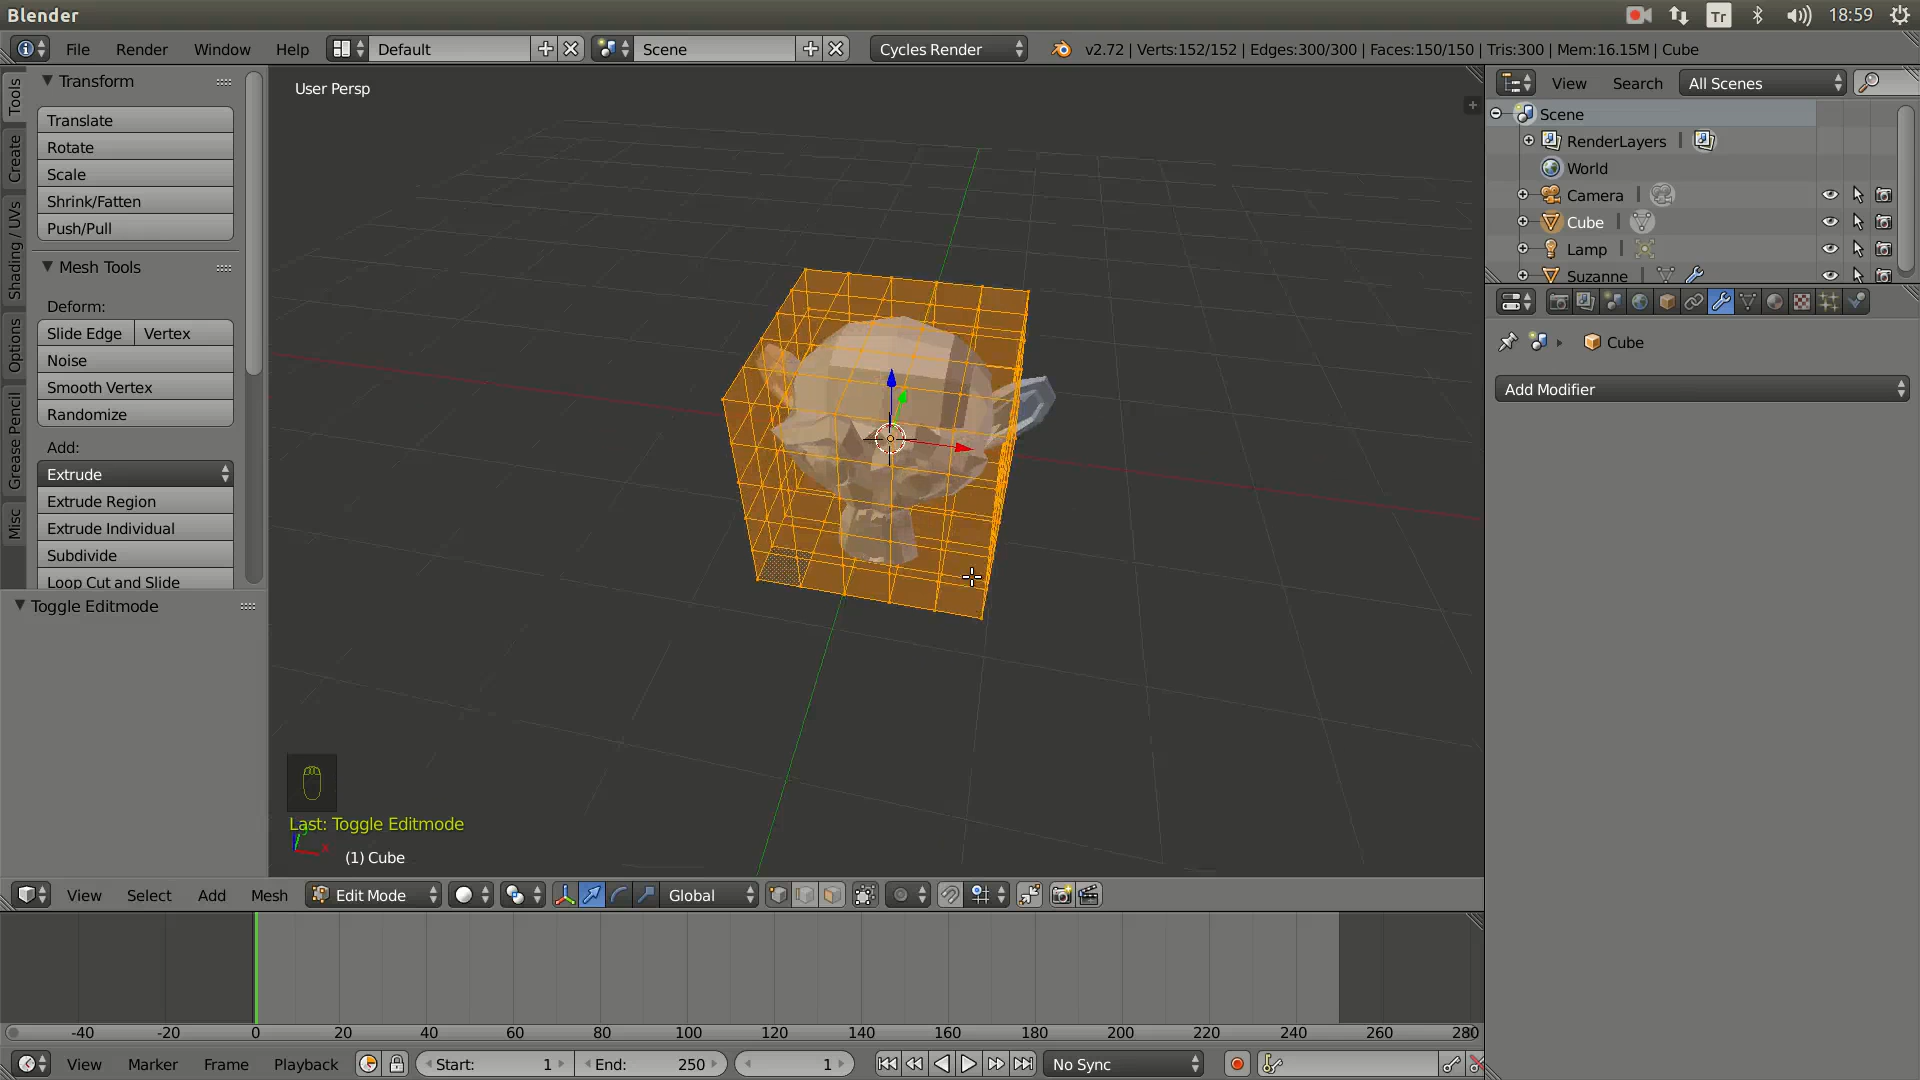 Blender
Tr
18:59
File Render Window Help Default Scene Cycles Render v2.72 | Verts:152/152 | Edges:300/300 | Faces:150/150 | Tris:300 | Mem:16.15M | Cube
Tools
Create
Shading / UVs
Options
Grease Pencil
Misc
Transform
Translate
Rotate
Scale
Shrink/Fatten
Push/Pull
Mesh Tools
Deform:
Slide Edge Vertex
Noise
Smooth Vertex
Randomize
Add:
Extrude
Extrude Region
Extrude Individual
Subdivide
Loop Cut and Slide
Toggle Editmode
User Persp
Last: Toggle Editmode
(1) Cube
View Search All Scenes
Scene
RenderLayers
World
Camera
Cube
Lamp
Suzanne
Cube
Add Modifier
View Select Add Mesh Edit Mode Global
-40 -20 0 20 40 60 80 100 120 140 160 180 200 220 240 260 280
View Marker Frame Playback Start: 1 End: 250 1 No Sync